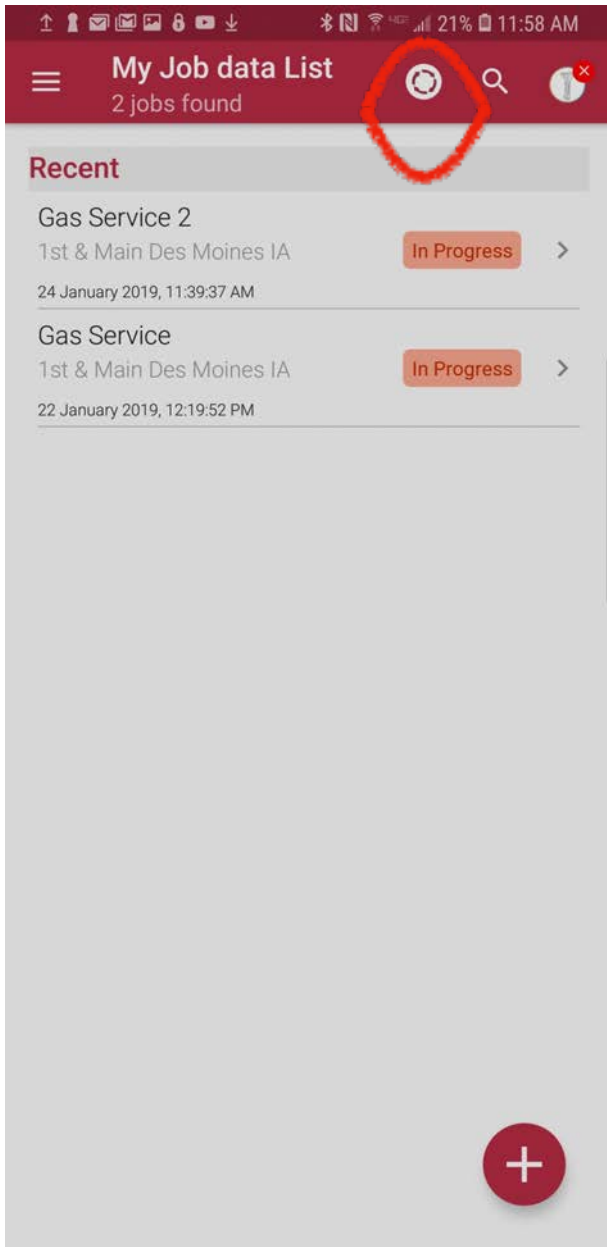 21% 11:58 AM
My Job data List
2 jobs found
Recent
Gas Service 2
1st & Main Des Moines IA
In Progress
24 January 2019, 11:39:37 AM
Gas Service
1st & Main Des Moines IA
In Progress
22 January 2019, 12:19:52 PM